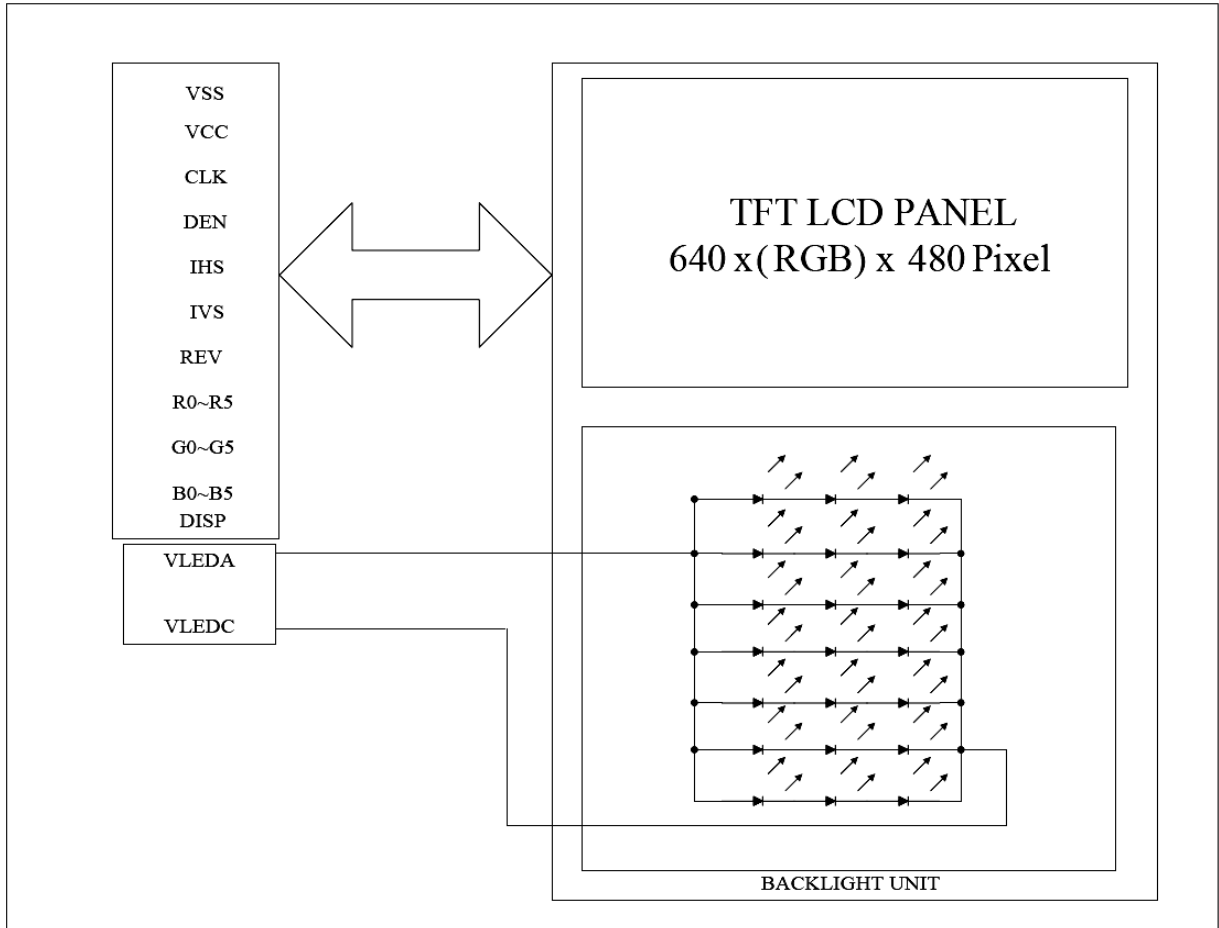 VSS
VCC
CLK
DEN
IHS
IVS
REV
R0~R5
G0~G5
B0~B5
DISP
VLEDA
VLEDC
TFT LCD PANEL
640 x(RGB) x 480 Pixel
BACKLIGHT UNIT